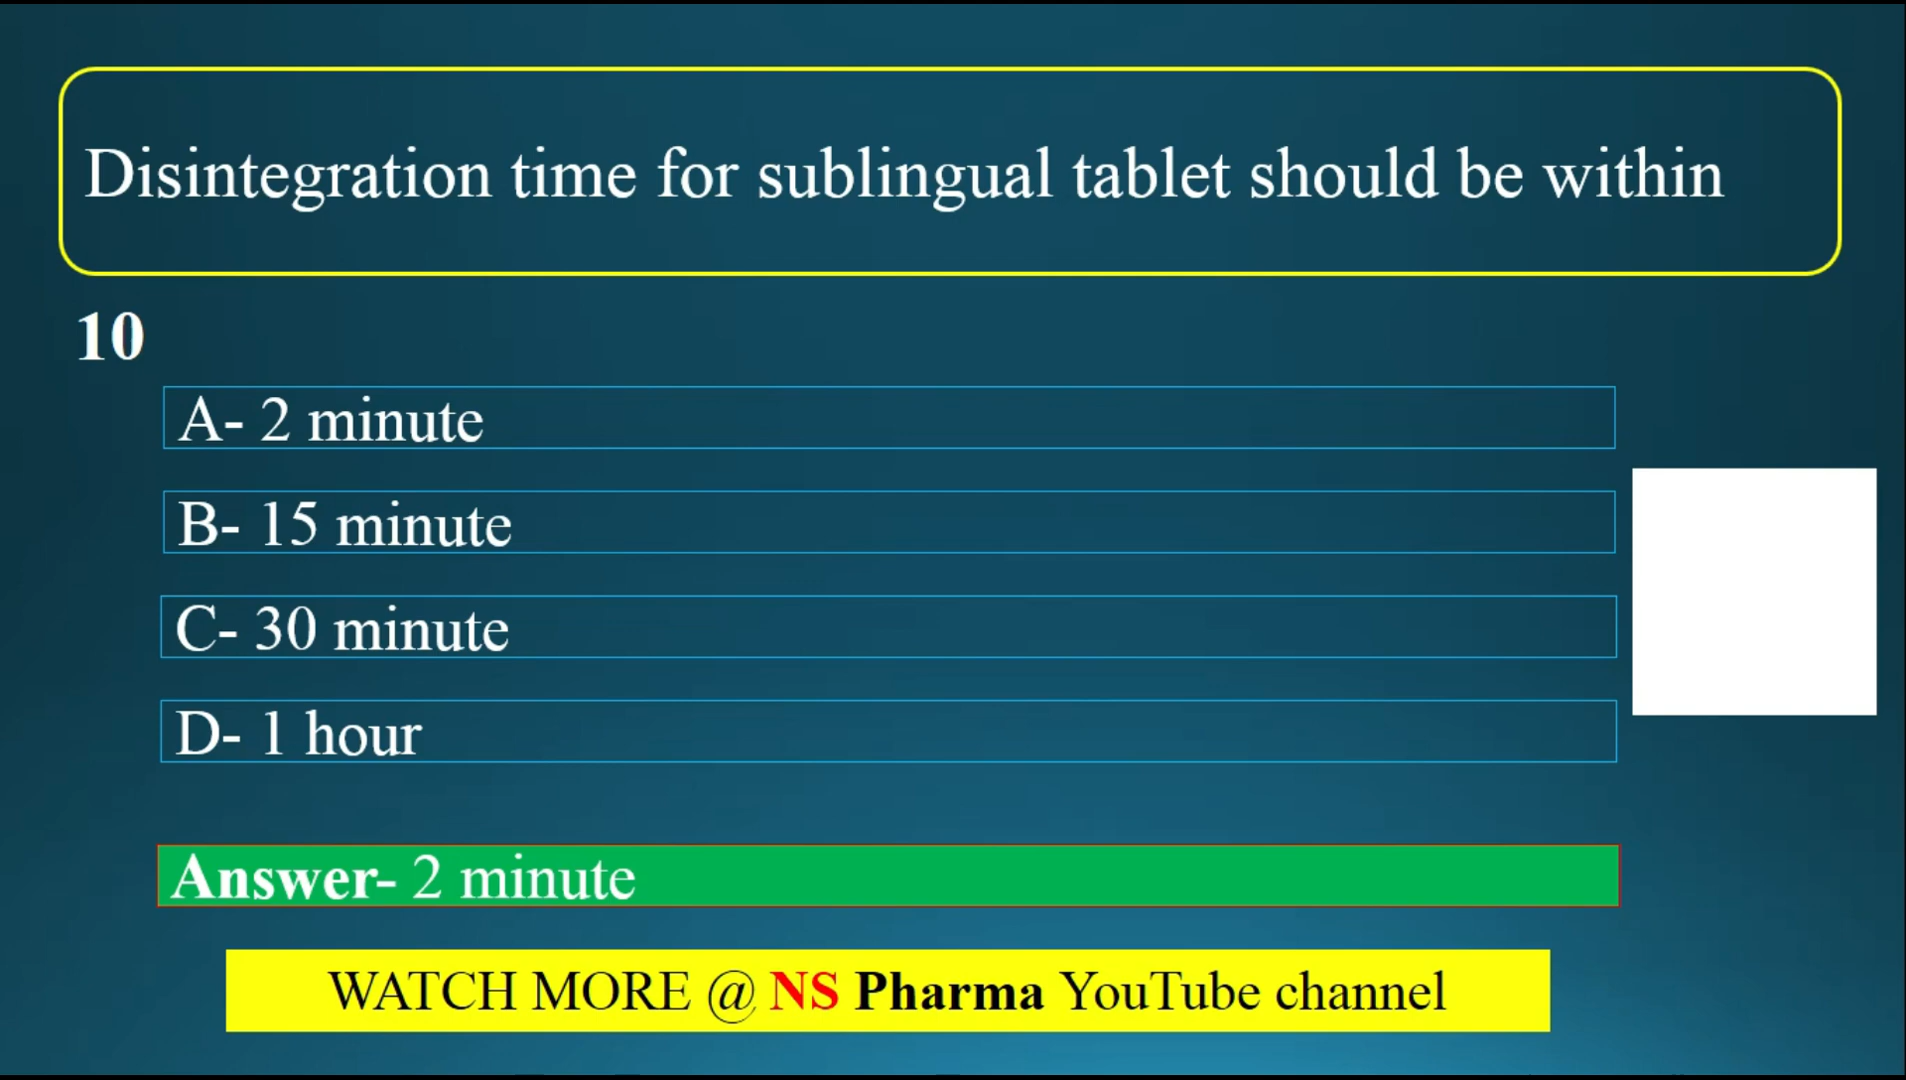 Disintegration time for sublingual tablet should be within
10
A- 2 minute
B- 15 minute
C- 30 minute
D- 1 hour
Answer- 2 minute
WATCH MORE @ NS Pharma YouTube channel